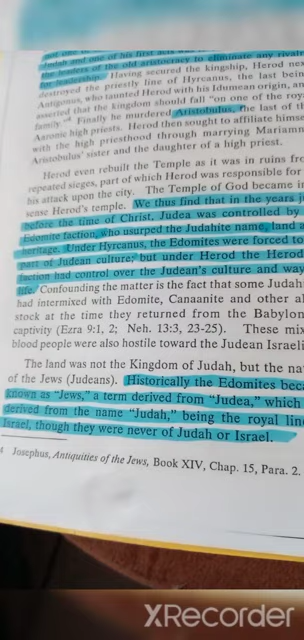 Judah and one of his first acts was to eliminate any rival
the leaders of the old aristocracy
for leadership. Having secured the kingship, Herod nex
destroyed the priestly line of Hyrcanus, the last bein
Antigonus, who taunted Herod with his Idumean origin, an
asserted that the kingdom should fall "on one of the roya
family." Finally he murdered Aristobulus, the last of t
Aaronic high priests. Herod then sought to affiliate himse
with the high priesthood through marrying Mariamn
Aristobulus' sister and the daughter of a high priest.
Herod even rebuilt the Temple as it was in ruins fro
repeated sieges, part of which Herod was responsible for
his attack upon the city. The Temple of God became i
sense Herod's temple. We thus find that in the years ju
before the time of Christ, Judea was controlled by
Edomite faction, who usurped the Judahite name, land a
heritage. Under Hyrcanus, the Edomites were forced to
part of Judean culture; but under Herod the Herod
faction had control over the Judean's culture and way
life. Confounding the matter is the fact that some Judahi
had intermixed with Edomite, Canaanite and other al
stock at the time they returned from the Babylon
captivity (Ezra 9:1, 2; Neh. 13:3, 23-25). These mix
blood people were also hostile toward the Judean Israeli
The land was not the Kingdom of Judah, but the na
of the Jews (Judeans). Historically the Edomites beca
known as "Jews," a term derived from "Judea," which
derived from the name "Judah," being the royal line
Israel, though they were never of Judah or Israel.
4 Josephus, Antiquities of the Jews, Book XIV, Chap. 15, Para. 2.
XRecorder